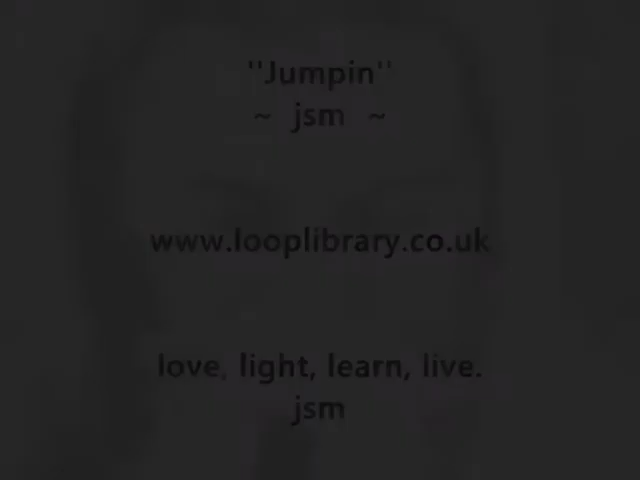 "Jumpin"
~ jsm ~
www.looplibrary.co.uk
love, light, learn, live.
jsm